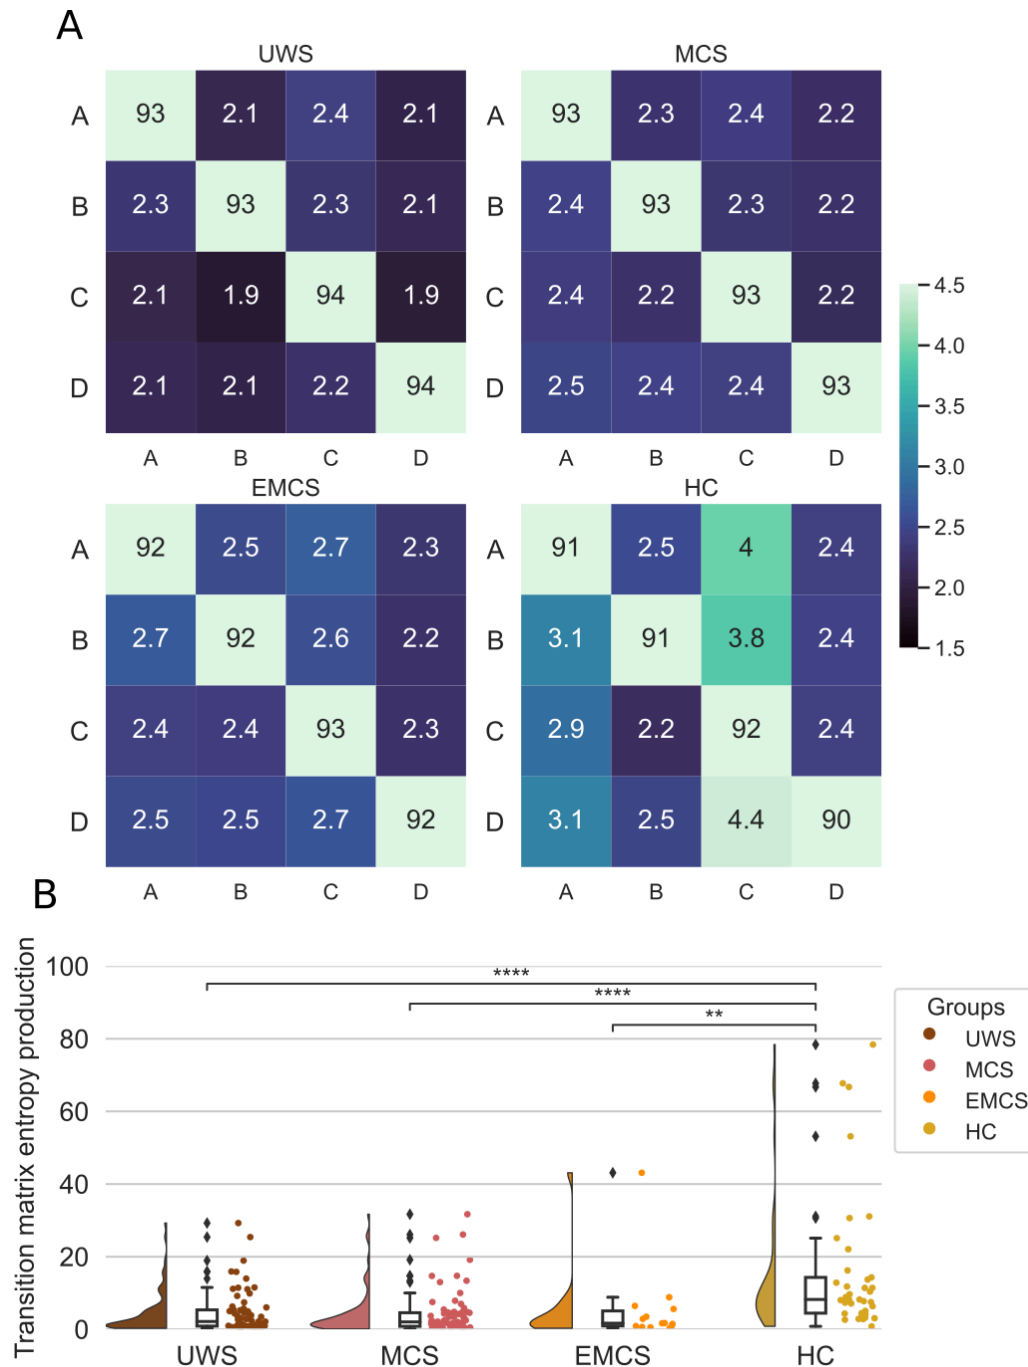 A
UWS MCS
A 93 2.1 2.4 2.1 A 93 2.3 2.4 2.2
B 2.3 93 2.3 2.1 B 2.4 93 2.3 2.2
C 2.1 1.9 94 1.9 C 2.4 2.2 93 2.2
D 2.1 2.1 2.2 94 D 2.5 2.4 2.4 93
A B C D A B C D
4.5
4.0
3.5
3.0
2.5
2.0
1.5
EMCS HC
A 92 2.5 2.7 2.3 A 91 2.5 4 2.4
B 2.7 92 2.6 2.2 B 3.1 91 3.8 2.4
C 2.4 2.4 93 2.3 C 2.9 2.2 92 2.4
D 2.5 2.5 2.7 92 D 3.1 2.5 4.4 90
A B C D A B C D
B
Transition matrix entropy production
100
80
60
40
20
0
****
****
**
Groups
UWS
MCS
EMCS
HC
UWS MCS EMCS HC